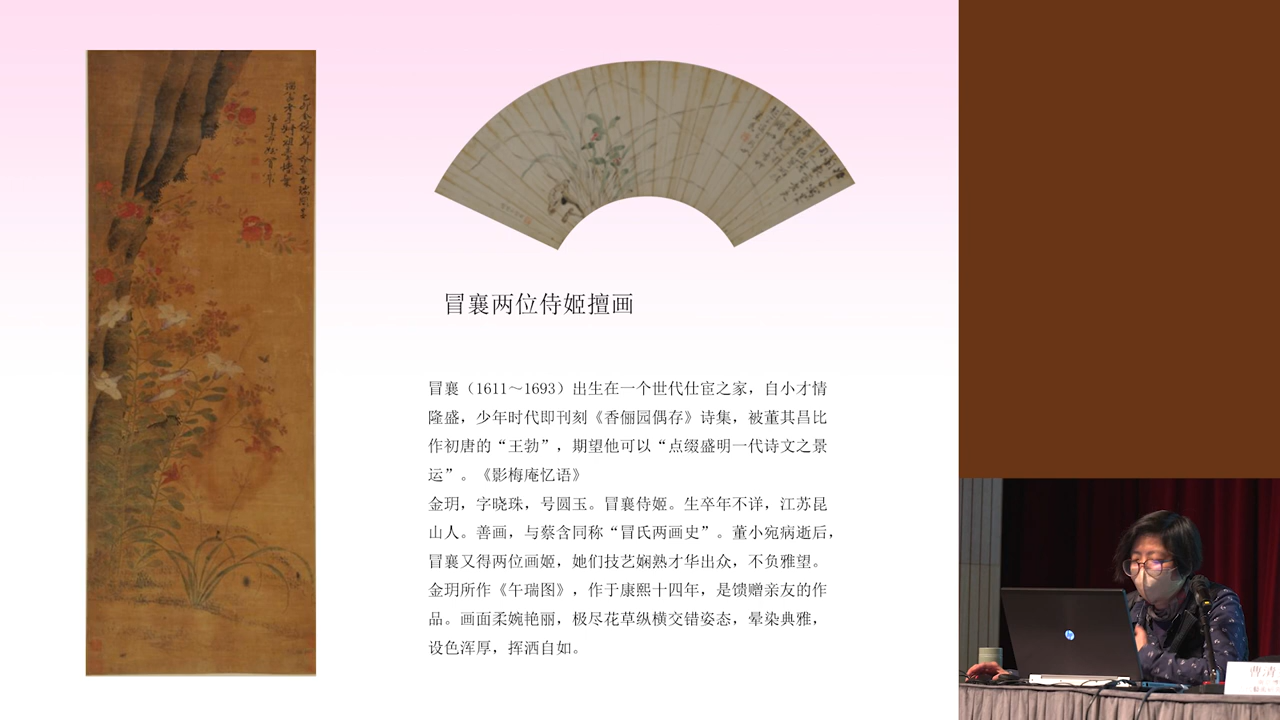 冒襄两位侍姬擅画
冒襄（1611～1693）出生在一个世代仕宦之家，自小才情
隆盛，少年时代即刊刻《香俪园偶存》诗集，被董其昌比
作初唐的“王勃”，期望他可以“点缀盛明一代诗文之景
运”。《影梅庵忆语》
金玥，字晓珠，号圆玉。冒襄侍姬。生卒年不详，江苏昆
山人。善画，与蔡含同称“冒氏两画史”。董小宛病逝后，
冒襄又得两位画姬，她们技艺娴熟才华出众，不负雅望。
金玥所作《午瑞图》，作于康熙十四年，是馈赠亲友的作
品。画面柔婉艳丽，极尽花草纵横交错姿态，晕染典雅，
设色浑厚，挥洒自如。
hp
曹清